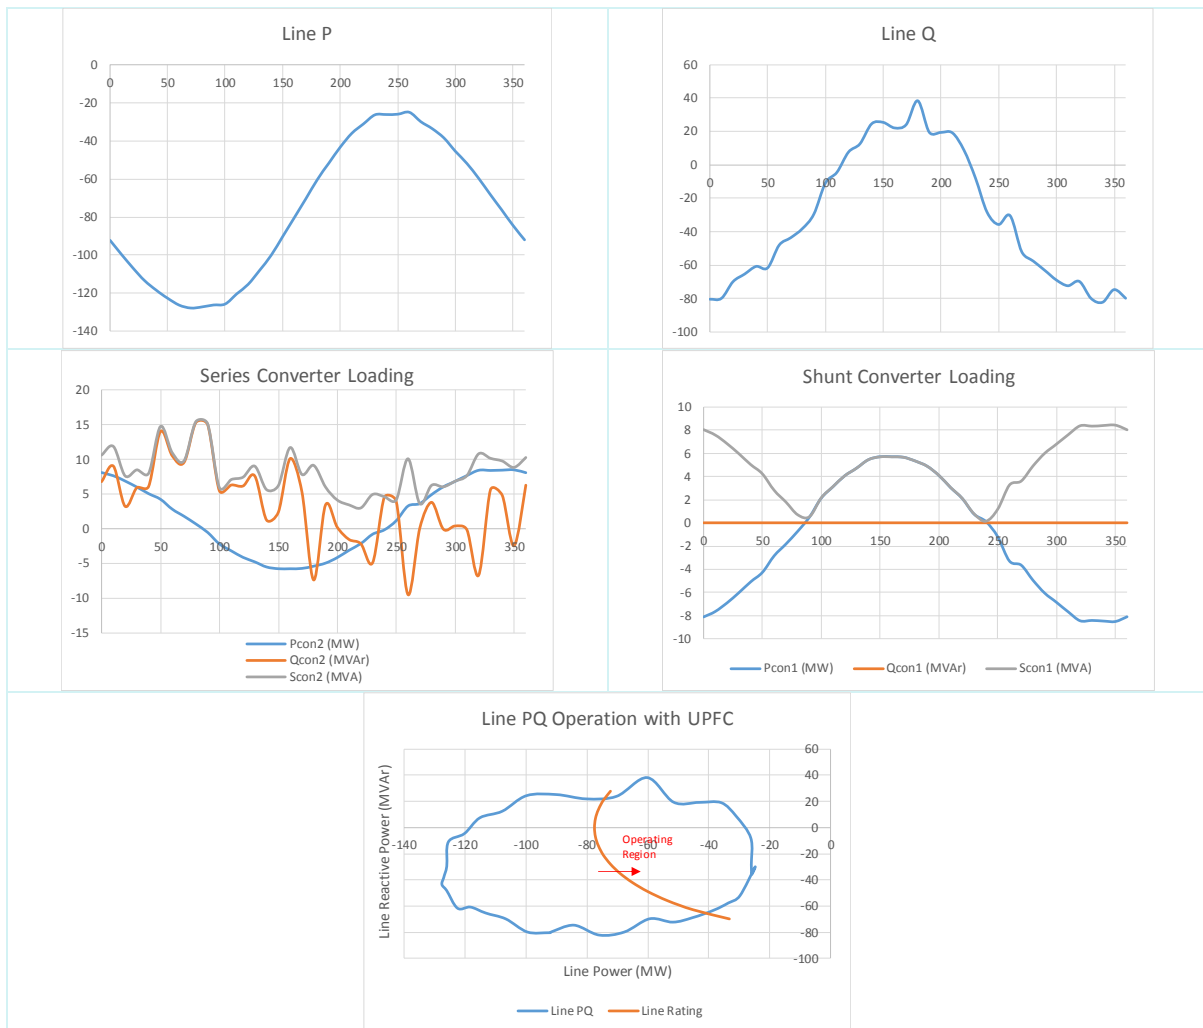 Line P
0
-20
-40
-60
-80
-100
-120
-140
0 50 100 150 200 250 300 350
Line Q
60
40
20
0
-20
-40
-60
-80
-100
0 50 100 150 200 250 300 350
Series Converter Loading
20
15
10
5
0
-5
-10
-15
0 50 100 150 200 250 300 350
Pcon2 (MW)
Qcon2 (MVAr)
Scon2 (MVA)
Shunt Converter Loading
10
8
6
4
2
0
-2
-4
-6
-8
-10
0 50 100 150 200 250 300 350
Pcon1 (MW) Qcon1 (MVAr) Scon1 (MVA)
Line PQ Operation with UPFC
Line Reactive Power (MVAr)
60
40
20
0
-20
-40
-60
-80
-100
-140 -120 -100 -80 -60 -40 -20 0
Operating
Region
Line Power (MW)
Line PQ Line Rating